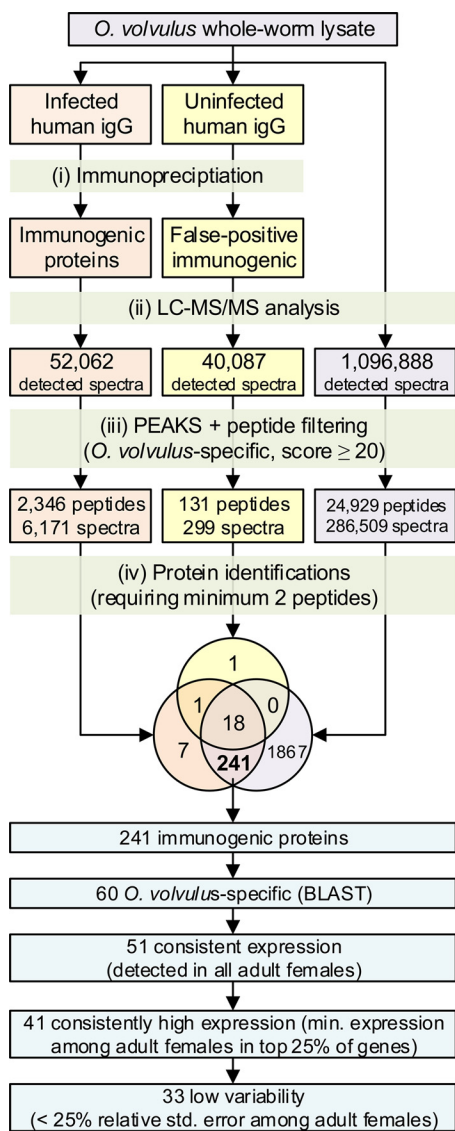 O. volvulus whole-worm lysate
Infected
human igG
Uninfected
human igG
(i) Immunopreciptiation
Immunogenic
proteins
False-positive
immunogenic
(ii) LC-MS/MS analysis
52,062
detected spectra
40,087
detected spectra
1,096,888
detected spectra
(iii) PEAKS + peptide filtering
(O. volvulus-specific, score ≥ 20)
2,346 peptides
6,171 spectra
131 peptides
299 spectra
24,929 peptides
286,509 spectra
(iv) Protein identifications
(requiring minimum 2 peptides)
1
1
0
18
7
241
1867
241 immunogenic proteins
60 O. volvulus-specific (BLAST)
51 consistent expression
(detected in all adult females)
41 consistently high expression (min. expression
among adult females in top 25% of genes)
33 low variability
(< 25% relative std. error among adult females)